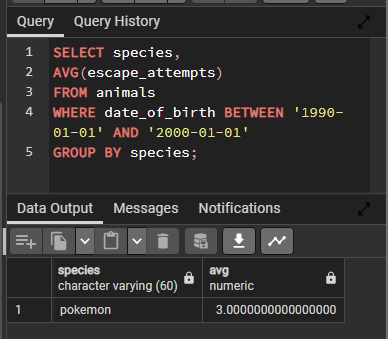 Query Query History
1 SELECT species,
2 AVG(escape_attempts)
3 FROM animals
4 WHERE date_of_birth BETWEEN '1990-
01-01' AND '2000-01-01'
5 GROUP BY species;
Data Output Messages Notifications
species avg
character varying (60) numeric
1 pokemon 3.0000000000000000